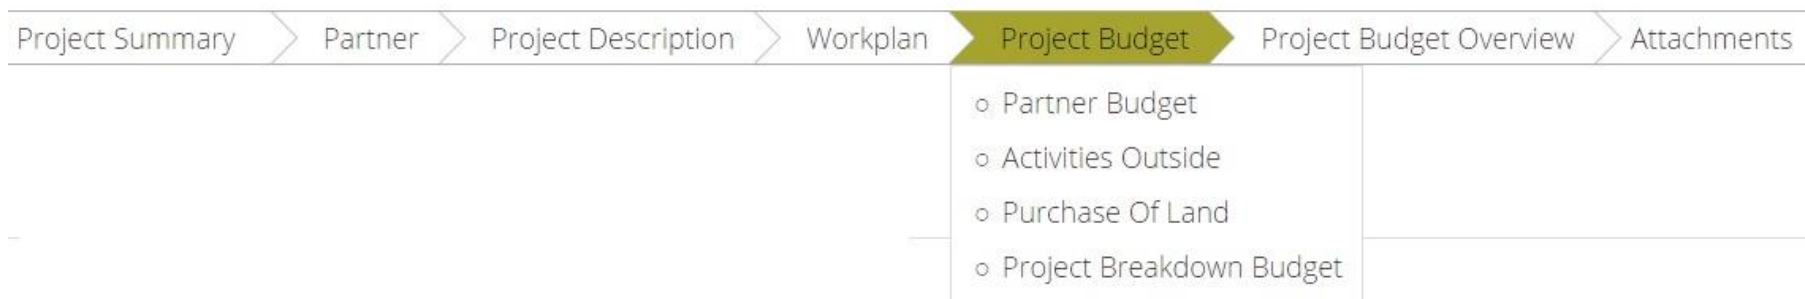 Project Summary Partner Project Description Workplan Project Budget Project Budget Overview Attachments
Partner Budget
Activities Outside
Purchase Of Land
Project Breakdown Budget